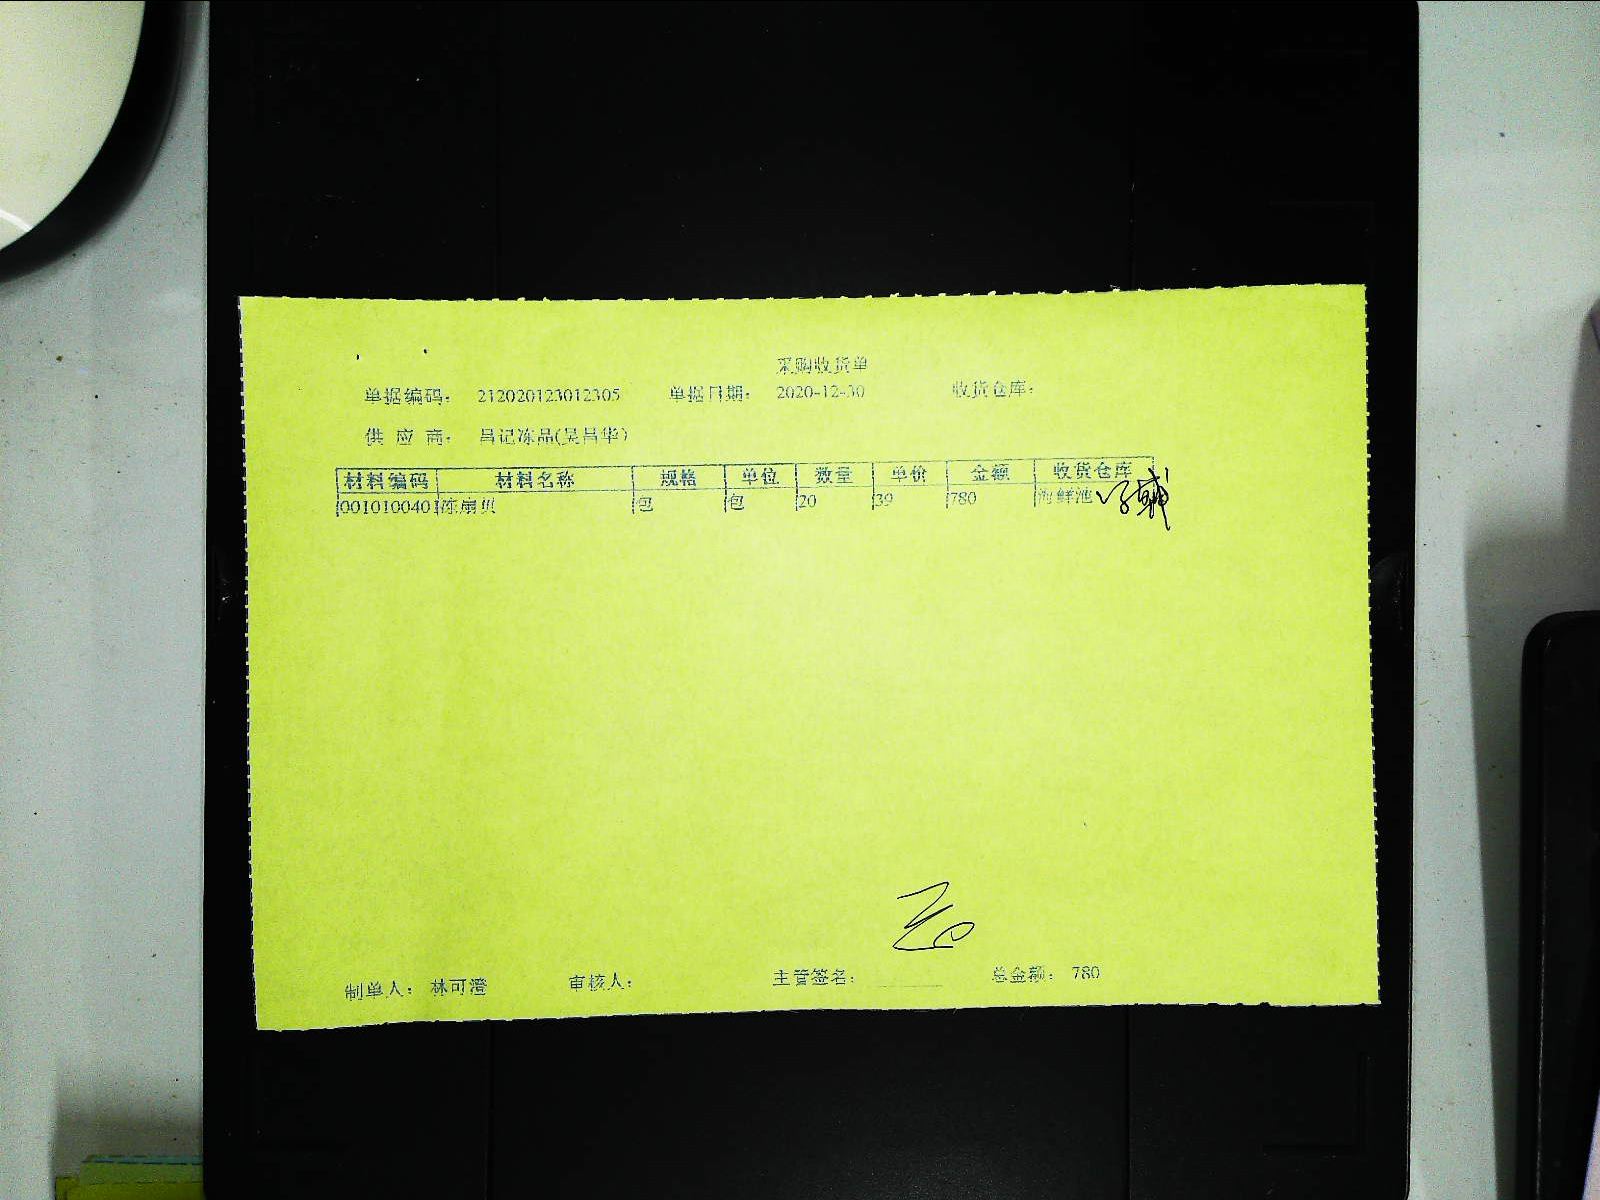 采购收货单
单据编码： 212020123012305 单据日期： 2020-12-30 收货仓库：
供 应 商： 昌记冻品(吴昌华)
材料编码 材料名称 规格 单位 数量 单价 金额 收货仓库
0010100401 冻扇贝 包 包 20 39 780 海鲜池
制单人： 林可澄 审核人： 主管签名： 总金额： 780